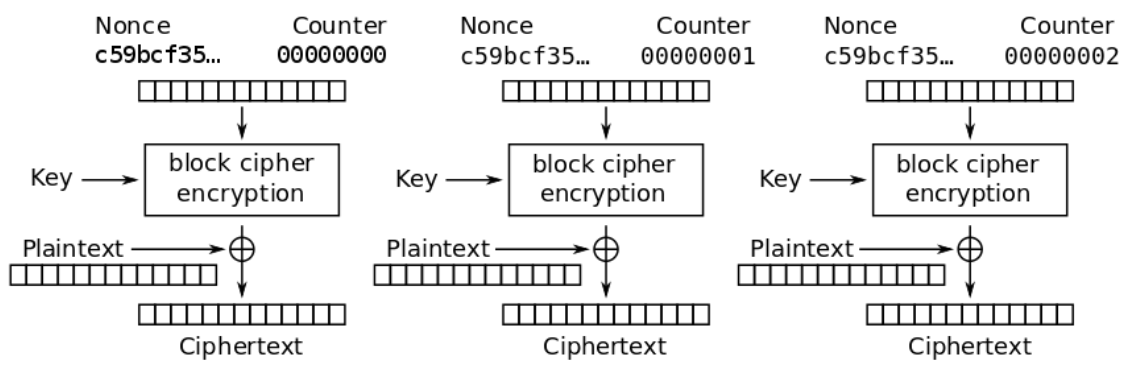 Nonce Counter Nonce Counter Nonce Counter
c59bcf35… 00000000 c59bcf35… 00000001 c59bcf35… 00000002
block cipher block cipher block cipher
Key Key Key
encryption encryption encryption
Plaintext Plaintext Plaintext
Ciphertext Ciphertext Ciphertext